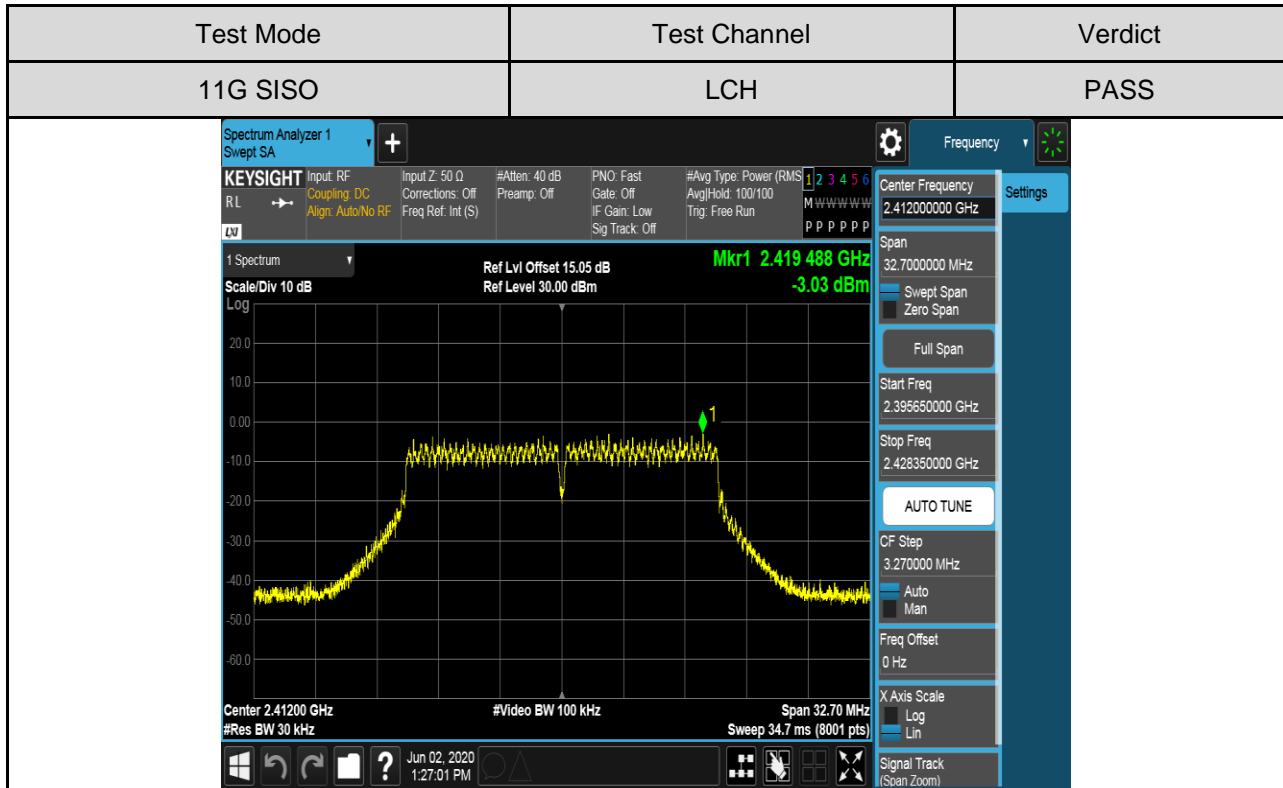 Test Mode Test Channel Verdict
11G SISO LCH PASS
Spectrum Analyzer 1
Swept SA
+
Frequency
KEYSIGHT
RL
LXI
Input: RF
Coupling: DC
Align: Auto/No RF
Input Z: 50 Ω
Corrections: Off
Freq Ref: Int (S)
#Atten: 40 dB
Preamp: Off
PNO: Fast
Gate: Off
IF Gain: Low
Sig Track: Off
#Avg Type: Power (RMS
Avg|Hold: 100/100
Trig: Free Run
1 2 3 4 5 6
M W W W W W
P P P P P P
1 Spectrum
Scale/Div 10 dB
Ref Lvl Offset 15.05 dB
Ref Level 30.00 dBm
Mkr1 2.419 488 GHz
-3.03 dBm
Log
20.0
10.0
0.00
-10.0
-20.0
-30.0
-40.0
-50.0
-60.0
1
Center 2.41200 GHz
#Res BW 30 kHz
#Video BW 100 kHz
Span 32.70 MHz
Sweep 34.7 ms (8001 pts)
?
Jun 02, 2020
1:27:01 PM
Center Frequency
2.412000000 GHz
Settings
Span
32.7000000 MHz
Swept Span
Zero Span
Full Span
Start Freq
2.395650000 GHz
Stop Freq
2.428350000 GHz
AUTO TUNE
CF Step
3.270000 MHz
Auto
Man
Freq Offset
0 Hz
X Axis Scale
Log
Lin
Signal Track
(Span Zoom)